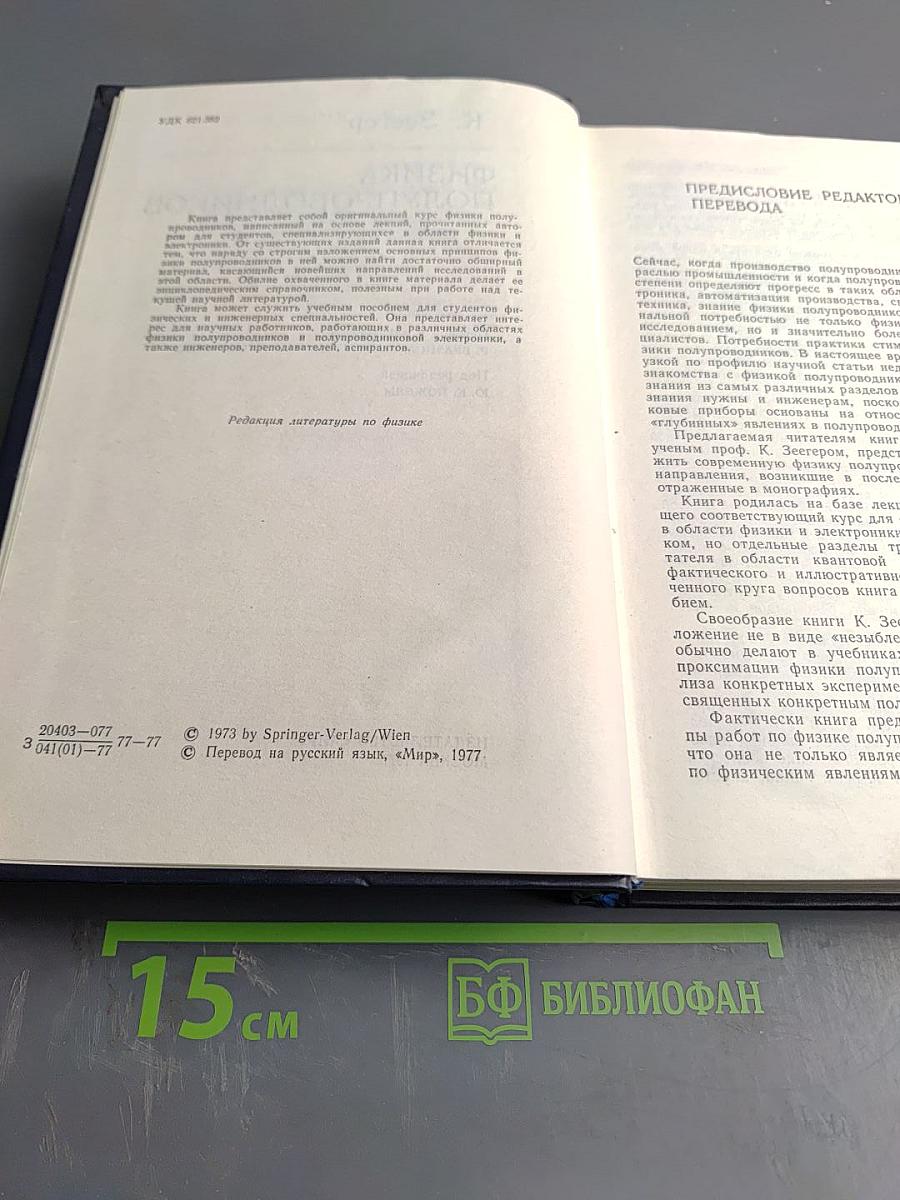 УДК 621.382
Книга представляет собой оригинальный курс физики полу-
проводников, написанный на основе лекций, прочитанных авто-
ром для студентов, специализирующихся в области физики и
электроники. От существующих изданий данная книга отличается
тем, что наряду со строгим изложением основных принципов фи-
зики полупроводников в ней можно найти достаточно обширный
материал, касающийся новейших направлений исследований в
этой области. Обилие охваченного в книге материала делает ее
энциклопедическим справочником, полезным при работе над те-
кущей научной литературой.
Книга может служить учебным пособием для студентов фи-
зических и инженерных специальностей. Она представляет инте-
рес для научных работников, работающих в различных областях
физики полупроводников и полупроводниковой электроники, а
также инженеров, преподавателей, аспирантов.
Редакция литературы по физике
З 20403—077
041(01)—77 77—77
© 1973 by Springer-Verlag/Wien
© Перевод на русский язык, «Мир», 1977
ПРЕДИСЛОВИЕ РЕДАКТОР
ПЕРЕВОДА
Сейчас, когда производство полупроводни
раслью промышленности и когда полупров
степени определяют прогресс в таких обл
троника, автоматизация производства, с
техника, знание физики полупроводнико
нальной потребностью не только физи
исследованием, но и значительно боле
циалистов. Потребности практики стим
зики полупроводников. В настоящее вр
узкой по профилю научной статьи нед
знакомства с физикой полупроводник
знания из самых различных разделов
знания нужны и инженерам, поско
ковые приборы основаны на относ
«глубинных» явлениях в полупровод
Предлагаемая читателям книг
ученым проф. К. Зеегером, предст
жить современную физику полупро
направления, возникшие в послед
отраженные в монографиях.
Книга родилась на базе лекц
щего соответствующий курс для
в области физики и электроники
ком, но отдельные разделы тр
тателя в области квантовой
фактического и иллюстративн
ченного круга вопросов книга
бием.
Своеобразие книги К. Зее
ложение не в виде «незыбле
обычно делают в учебниках
проксимации физики полуп
лиза конкретных эксперимe
священных конкретным пол
Фактически книга пред
пы работ по физике полуп
что она не только являе
по физическим явлениям
15 см
БФ БИБЛИОФАН